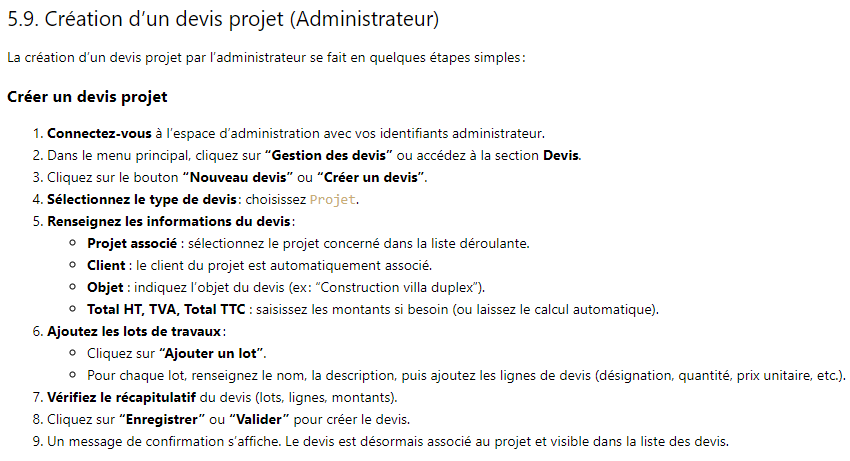 5.9. Création d’un devis projet (Administrateur)
La création d’un devis projet par l’administrateur se fait en quelques étapes simples :
Créer un devis projet
1. Connectez-vous à l’espace d’administration avec vos identifiants administrateur.
2. Dans le menu principal, cliquez sur “Gestion des devis” ou accédez à la section Devis.
3. Cliquez sur le bouton “Nouveau devis” ou “Créer un devis”.
4. Sélectionnez le type de devis : choisissez Projet.
5. Renseignez les informations du devis :
○ Projet associé : sélectionnez le projet concerné dans la liste déroulante.
○ Client : le client du projet est automatiquement associé.
○ Objet : indiquez l’objet du devis (ex: “Construction villa duplex”).
○ Total HT, TVA, Total TTC : saisissez les montants si besoin (ou laissez le calcul automatique).
6. Ajoutez les lots de travaux :
○ Cliquez sur “Ajouter un lot”.
○ Pour chaque lot, renseignez le nom, la description, puis ajoutez les lignes de devis (désignation, quantité, prix unitaire, etc.).
7. Vérifiez le récapitulatif du devis (lots, lignes, montants).
8. Cliquez sur “Enregistrer” ou “Valider” pour créer le devis.
9. Un message de confirmation s’affiche. Le devis est désormais associé au projet et visible dans la liste des devis.